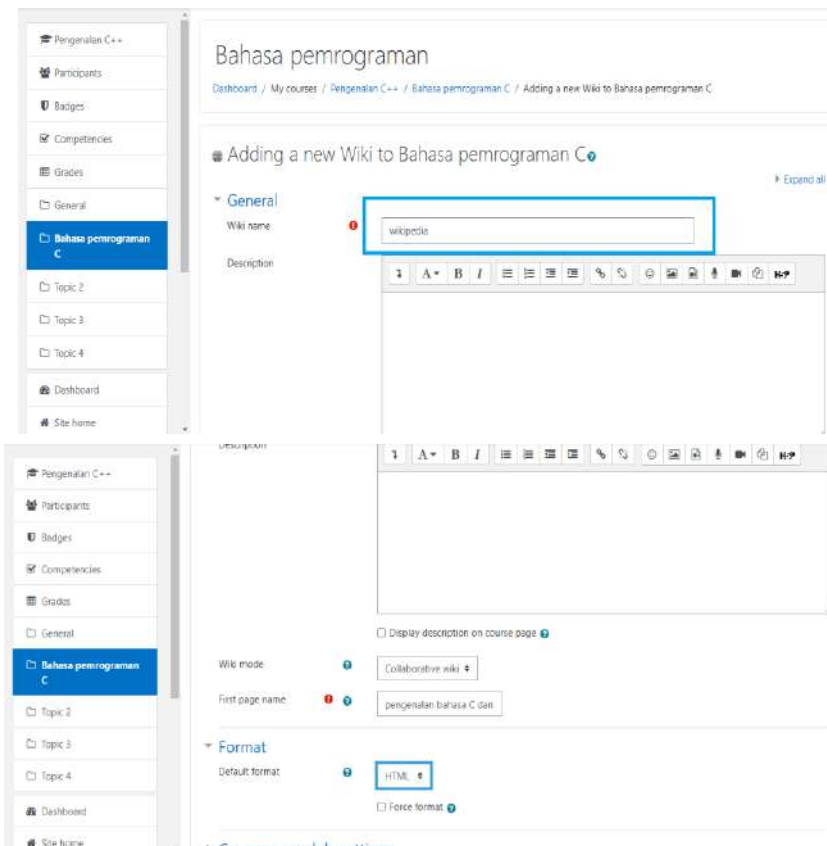 Pengenalan C++
Participants
Badges
Competencies
Grades
General
Bahasa pemrograman
C
Topic 2
Topic 3
Topic 4
Dashboard
Site home
Bahasa pemrograman
Dashboard / My courses / Pengenalan C++ / Bahasa pemrograman C / Adding a new Wiki to Bahasa pemrograman C
Adding a new Wiki to Bahasa pemrograman C
Expand all
General
Wiki name
wikipedia
Description
A B I H-P
Pengenalan C++
Participants
Badges
Competencies
Grades
General
Bahasa pemrograman
C
Topic 2
Topic 3
Topic 4
Dashboard
Site home
Description
A B I H-P
Display description on course page
Wiki mode
Collaborative wiki
First page name
pengenalan bahasa C dan
Format
Default format
HTML
Force format